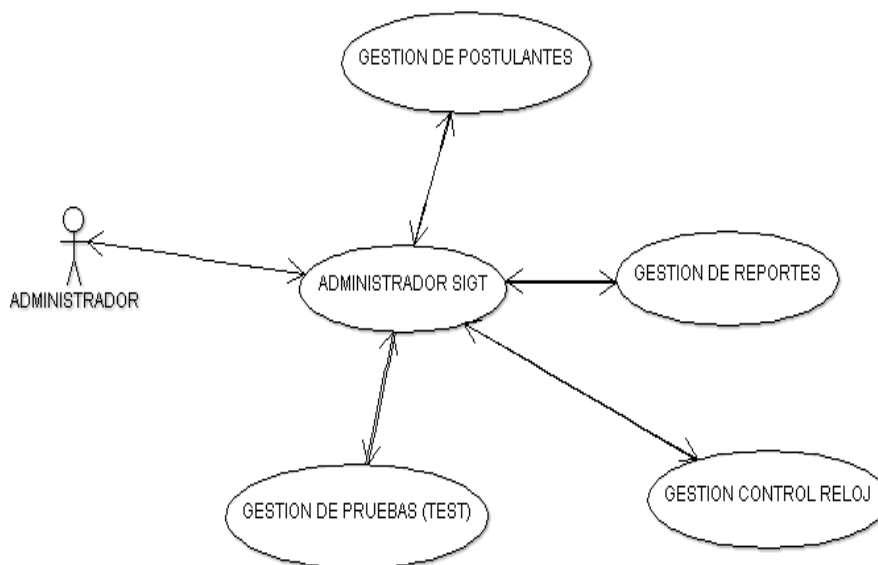 GESTION DE POSTULANTES
ADMINISTRADOR
ADMINISTRADOR SIGT
GESTION DE REPORTES
GESTION DE PRUEBAS (TEST)
GESTION CONTROL RELOJ